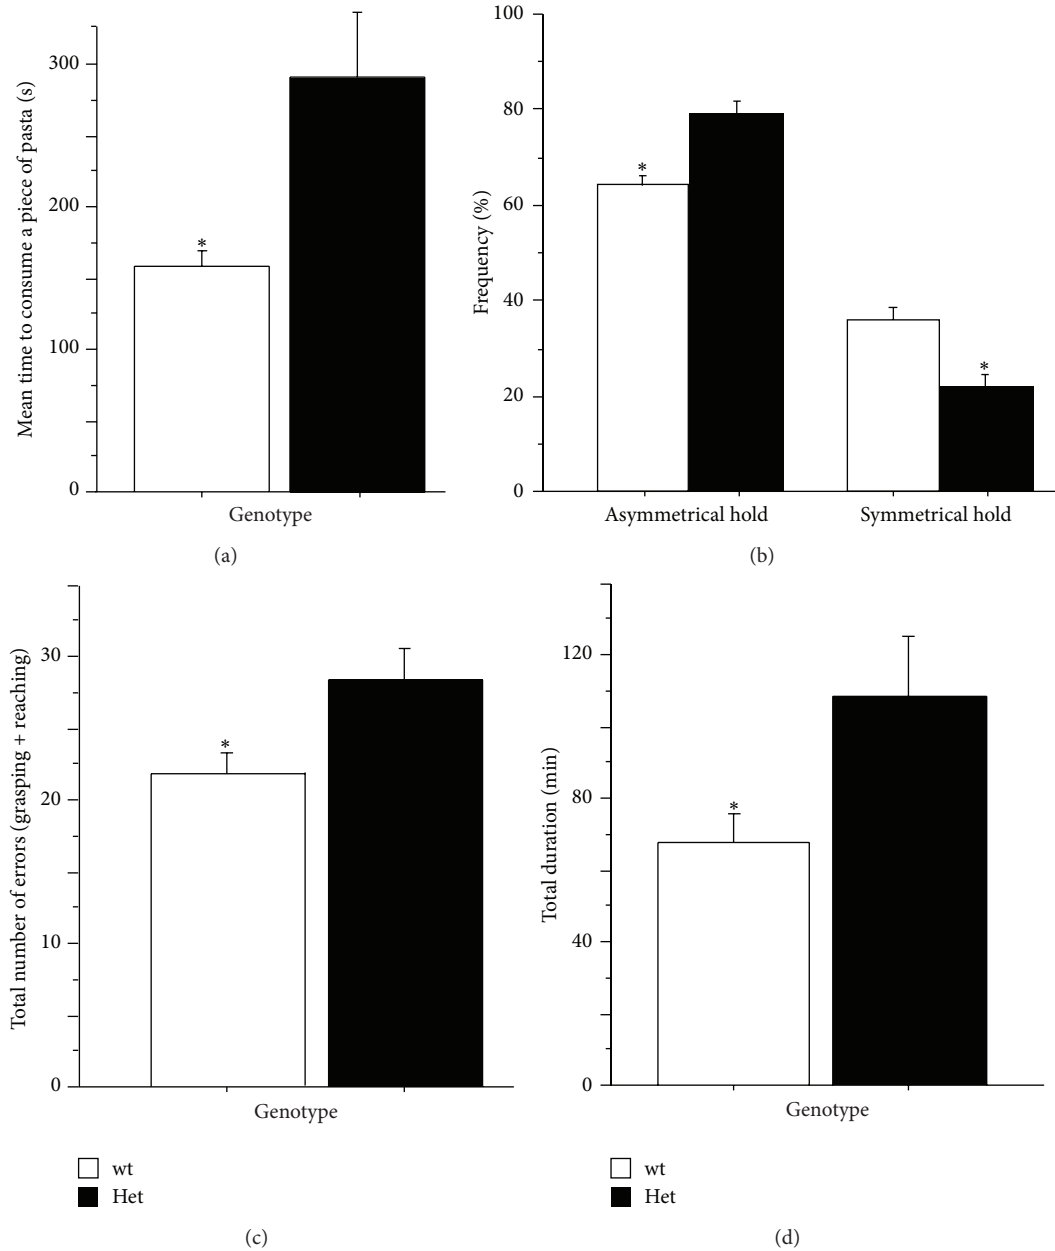 Mean time to consume a piece of pasta (s)
300
200
100
0
*
Genotype
(a)
Frequency (%)
100
80
60
40
20
0
*
*
Asymmetrical hold
Symmetrical hold
(b)
Total number of errors (grasping + reaching)
30
20
10
0
*
Genotype
wt
Het
(c)
Total duration (min)
120
80
40
0
*
Genotype
wt
Het
(d)